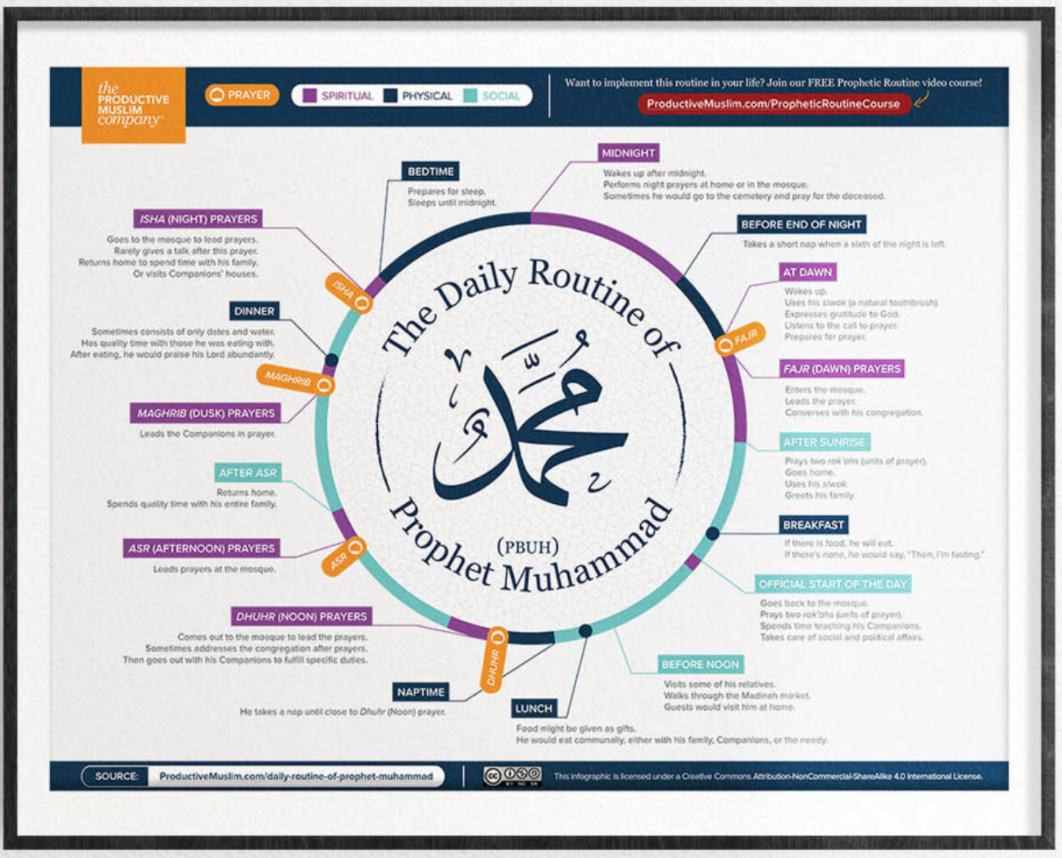 the
PRODUCTIVE
MUSLIM
company
PRAYER
SPIRITUAL
PHYSICAL
SOCIAL
Want to implement this routine in your life? Join our FREE Prophetic Routine video course!
ProductiveMuslim.com/PropheticRoutineCourse
MIDNIGHT
Wakes up after midnight.
Performs night prayers at home or in the mosque.
Sometimes he would go to the cemetery and pray for the deceased.
BEFORE END OF NIGHT
Takes a short nap when a sixth of the night is left.
AT DAWN
Wakes up.
Uses his siwak (a natural toothbrush).
Expresses gratitude to God.
Listens to the call to prayer.
Prepares for prayer.
FAJR
FAJR (DAWN) PRAYERS
Enters the mosque.
Leads the prayer.
Converses with his congregation.
AFTER SUNRISE
Prays two rak'ahs (units of prayer).
Goes home.
Uses his siwak.
Greets his family.
BREAKFAST
If there is food, he will eat.
If there's none, he would say, "Then, I'm fasting."
OFFICIAL START OF THE DAY
Goes back to the mosque.
Prays two rak'ahs (units of prayer).
Spends time teaching his Companions.
Takes care of social and political affairs.
BEFORE NOON
Visits some of his relatives.
Walks through the Madinah market.
Guests would visit him at home.
LUNCH
Food might be given as gifts.
He would eat communally, either with his family, Companions, or the needy.
NAPTIME
He takes a nap until close to Dhuhr (Noon) prayer.
DHUHR
DHUHR (NOON) PRAYERS
Comes out to the mosque to lead the prayers.
Sometimes addresses the congregation after prayers.
Then goes out with his Companions to fulfill specific duties.
ASR
ASR (AFTERNOON) PRAYERS
Leads prayers at the mosque.
AFTER ASR
Returns home.
Spends quality time with his entire family.
MAGHRIB
MAGHRIB (DUSK) PRAYERS
Leads the Companions in prayer.
DINNER
Sometimes consists of only dates and water.
Has quality time with those he was eating with.
After eating, he would praise his Lord abundantly.
ISHA
ISHA (NIGHT) PRAYERS
Goes to the mosque to lead prayers.
Rarely gives a talk after this prayer.
Returns home to spend time with his family.
Or visits Companions' houses.
BEDTIME
Prepares for sleep.
Sleeps until midnight.
The Daily Routine of
محمد
(PBUH)
Prophet Muhammad
SOURCE:
ProductiveMuslim.com/daily-routine-of-prophet-muhammad
cc
BY NC SA
This infographic is licensed under a Creative Commons Attribution-NonCommercial-ShareAlike 4.0 International License.